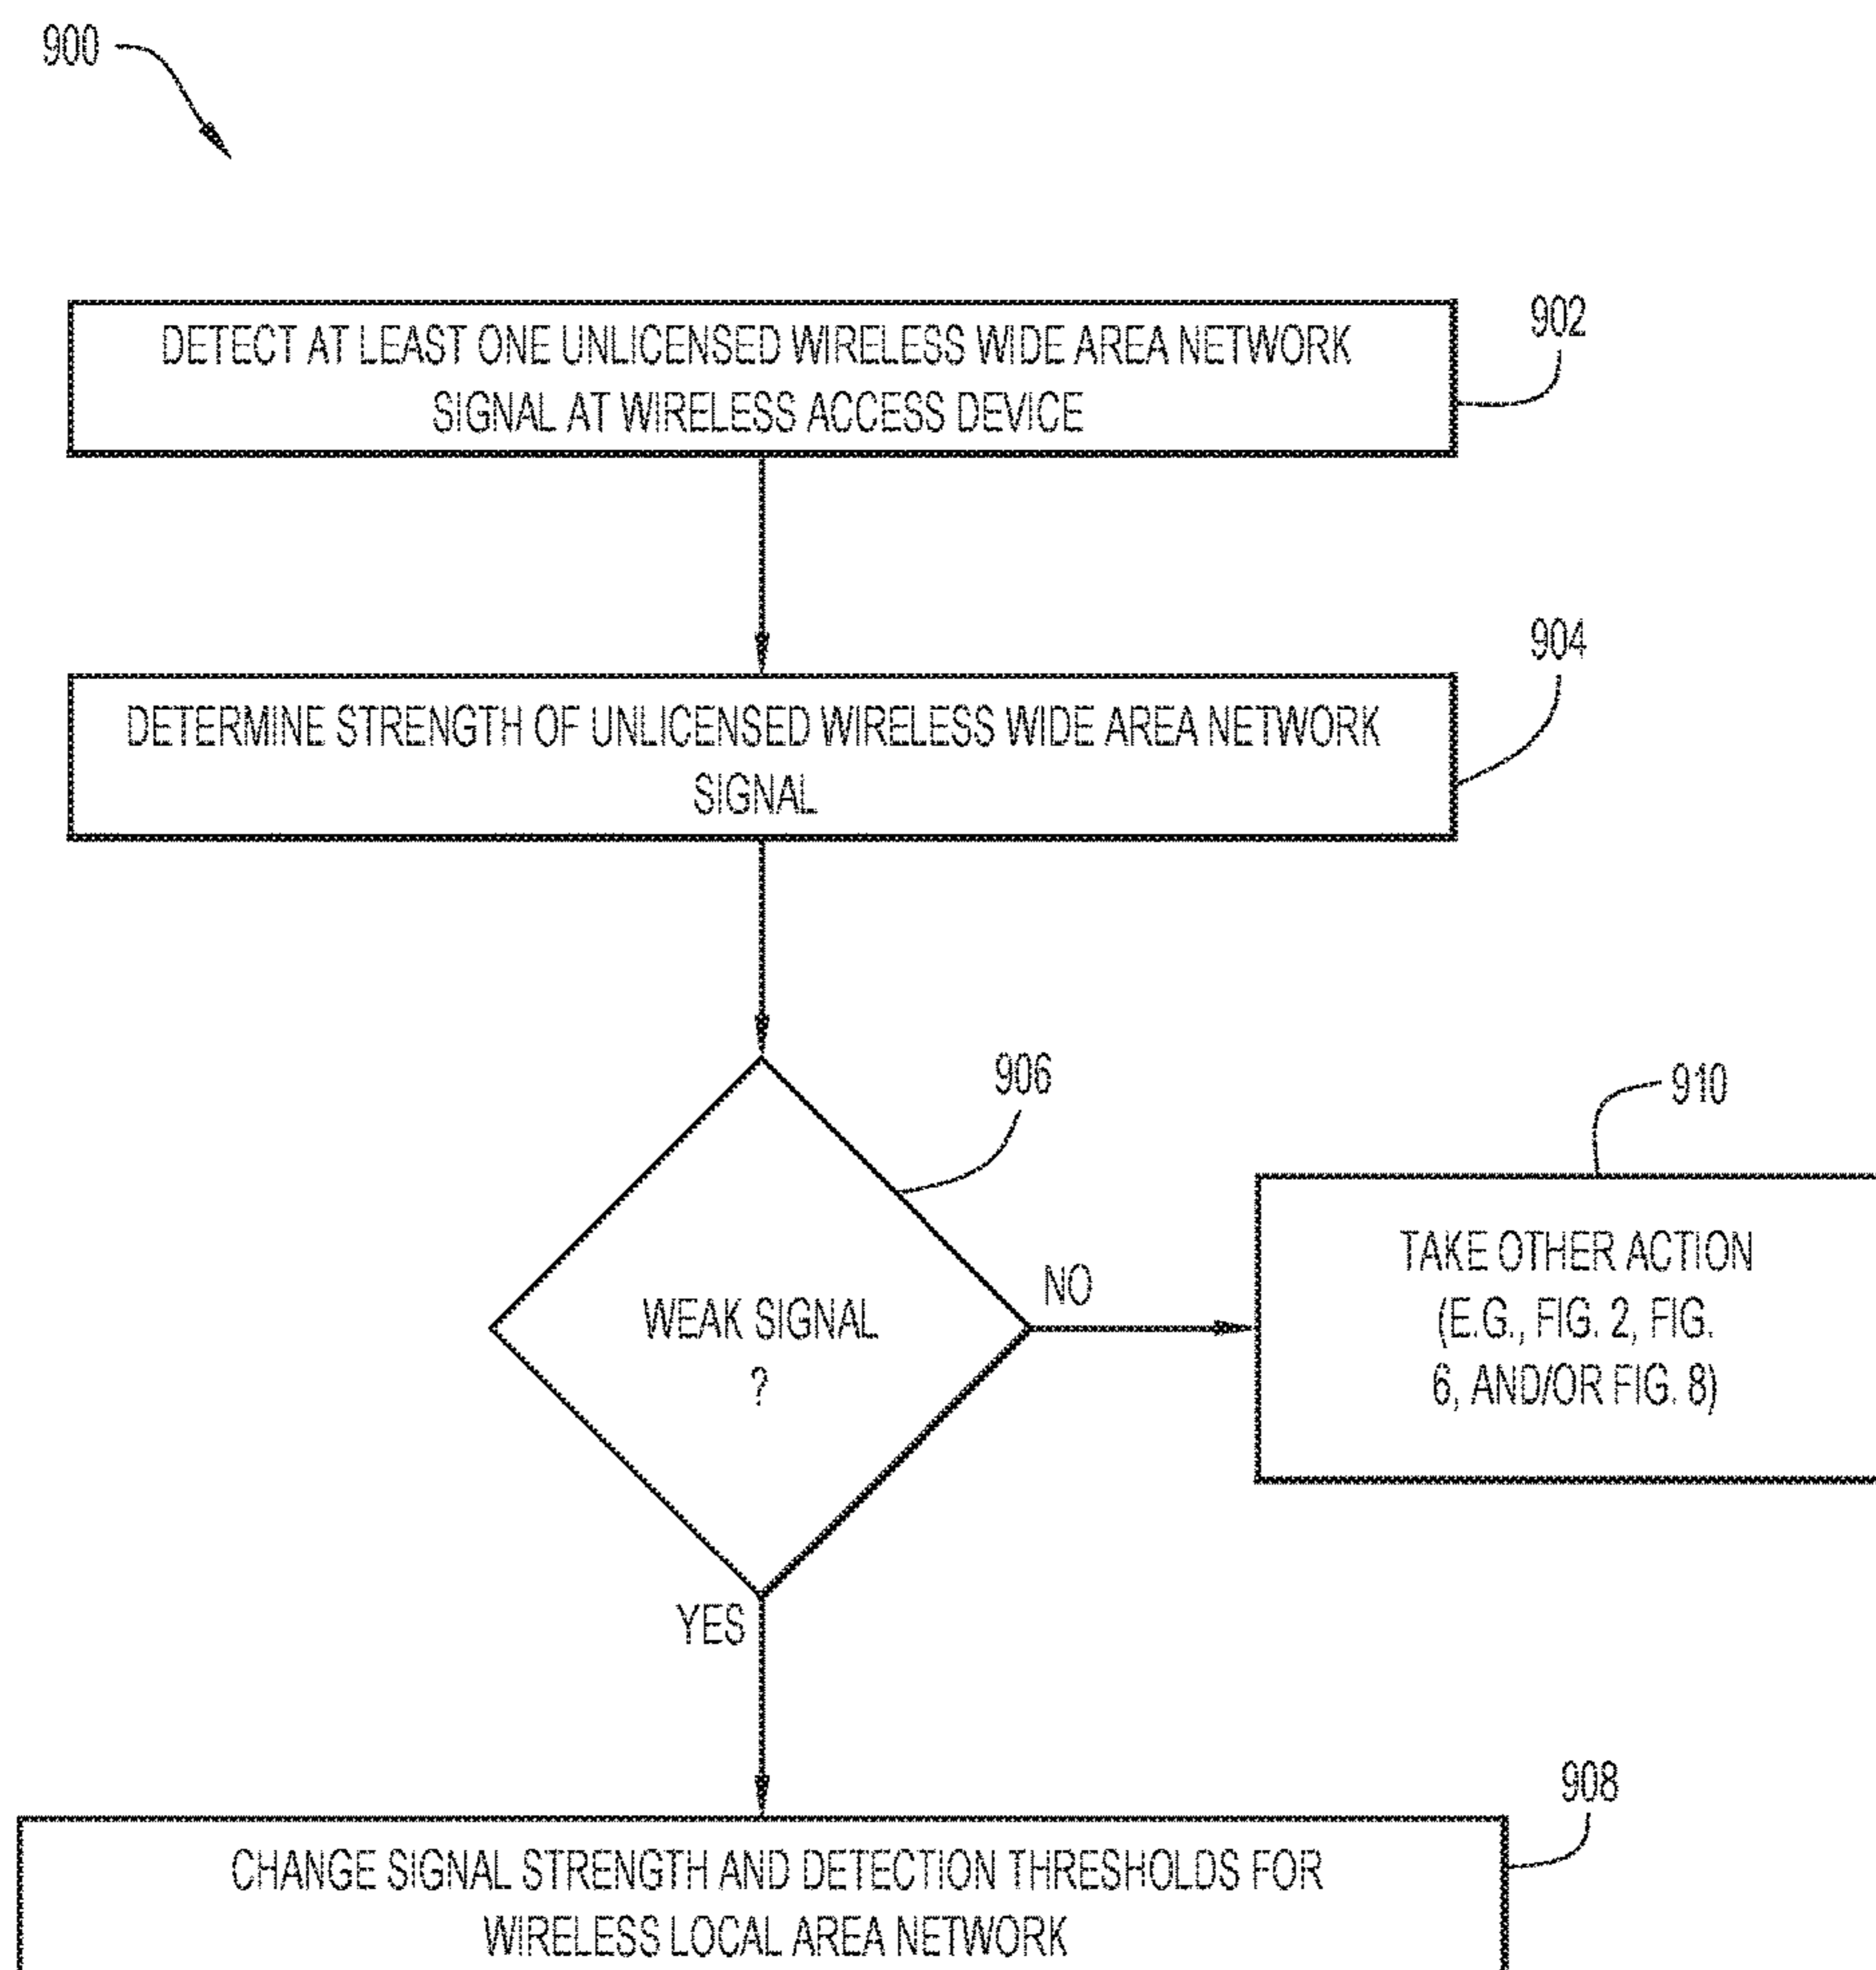 900
DETECT AT LEAST ONE UNLICENSED WIRELESS WIDE AREA NETWORK
SIGNAL AT WIRELESS ACCESS DEVICE
902
904
DETERMINE STRENGTH OF UNLICENSED WIRELESS WIDE AREA NETWORK
SIGNAL
906
910
WEAK SIGNAL
?
NO
TAKE OTHER ACTION
(E.G., FIG. 2, FIG.
6, AND/OR FIG. 8)
YES
908
CHANGE SIGNAL STRENGTH AND DETECTION THRESHOLDS FOR
WIRELESS LOCAL AREA NETWORK